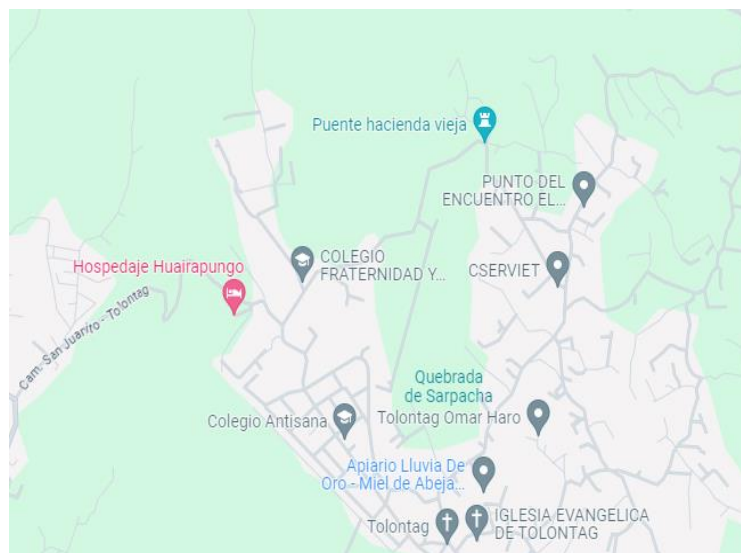 Puente hacienda vieja
PUNTO DEL
ENCUENTRO EL...
COLEGIO
FRATERNIDAD Y...
CSERVIET
Hospedaje Huairapungo
Cam. San Juanito - Tolontag
Quebrada
de Sarpacha
Colegio Antisana
Tolontag Omar Haro
Apiario Lluvia De
Oro - Miel de Abeja...
Tolontag
IGLESIA EVANGELICA
DE TOLONTAG